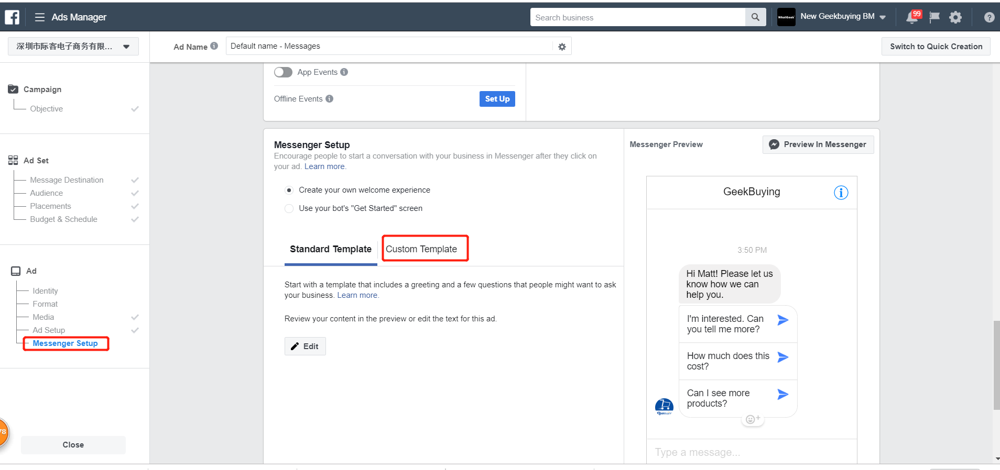 Ads Manager
Search business
WhatGeek
New Geekbuying BM
99
深圳市际客电子商务有限...
Ad Name
Default name - Messages
Switch to Quick Creation
Campaign
Objective
Ad Set
Message Destination
Audience
Placements
Budget & Schedule
Ad
Identity
Format
Media
Ad Setup
Messenger Setup
78
Close
App Events
Offline Events
Set Up
Messenger Setup
Encourage people to start a conversation with your business in Messenger after they click on
your ad. Learn more.
Create your own welcome experience
Use your bot's "Get Started" screen
Standard Template
Custom Template
Start with a template that includes a greeting and a few questions that people might want to ask
your business. Learn more.
Review your content in the preview or edit the text for this ad.
Edit
Messenger Preview
Preview In Messenger
GeekBuying
3:50 PM
Hi Matt! Please let us
know how we can
help you.
I'm interested. Can
you tell me more?
How much does this
cost?
Can I see more
products?
Type a message...